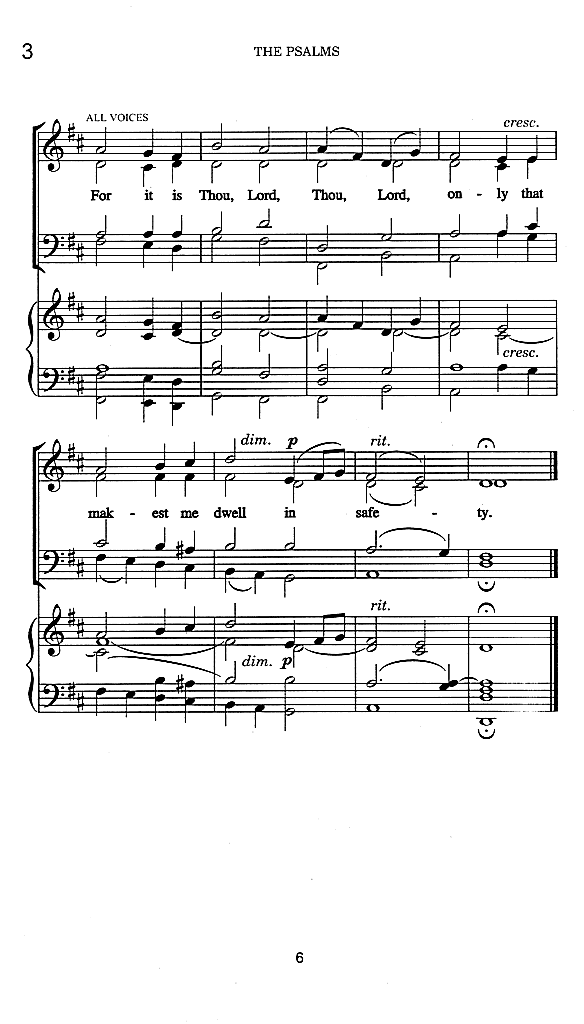 3
THE PSALMS
ALL VOICES
cresc.
For it is Thou, Lord, Thou, Lord, on - ly that
cresc.
dim. p rit.
mak - est me dwell in safe - ty.
rit.
dim. p
6